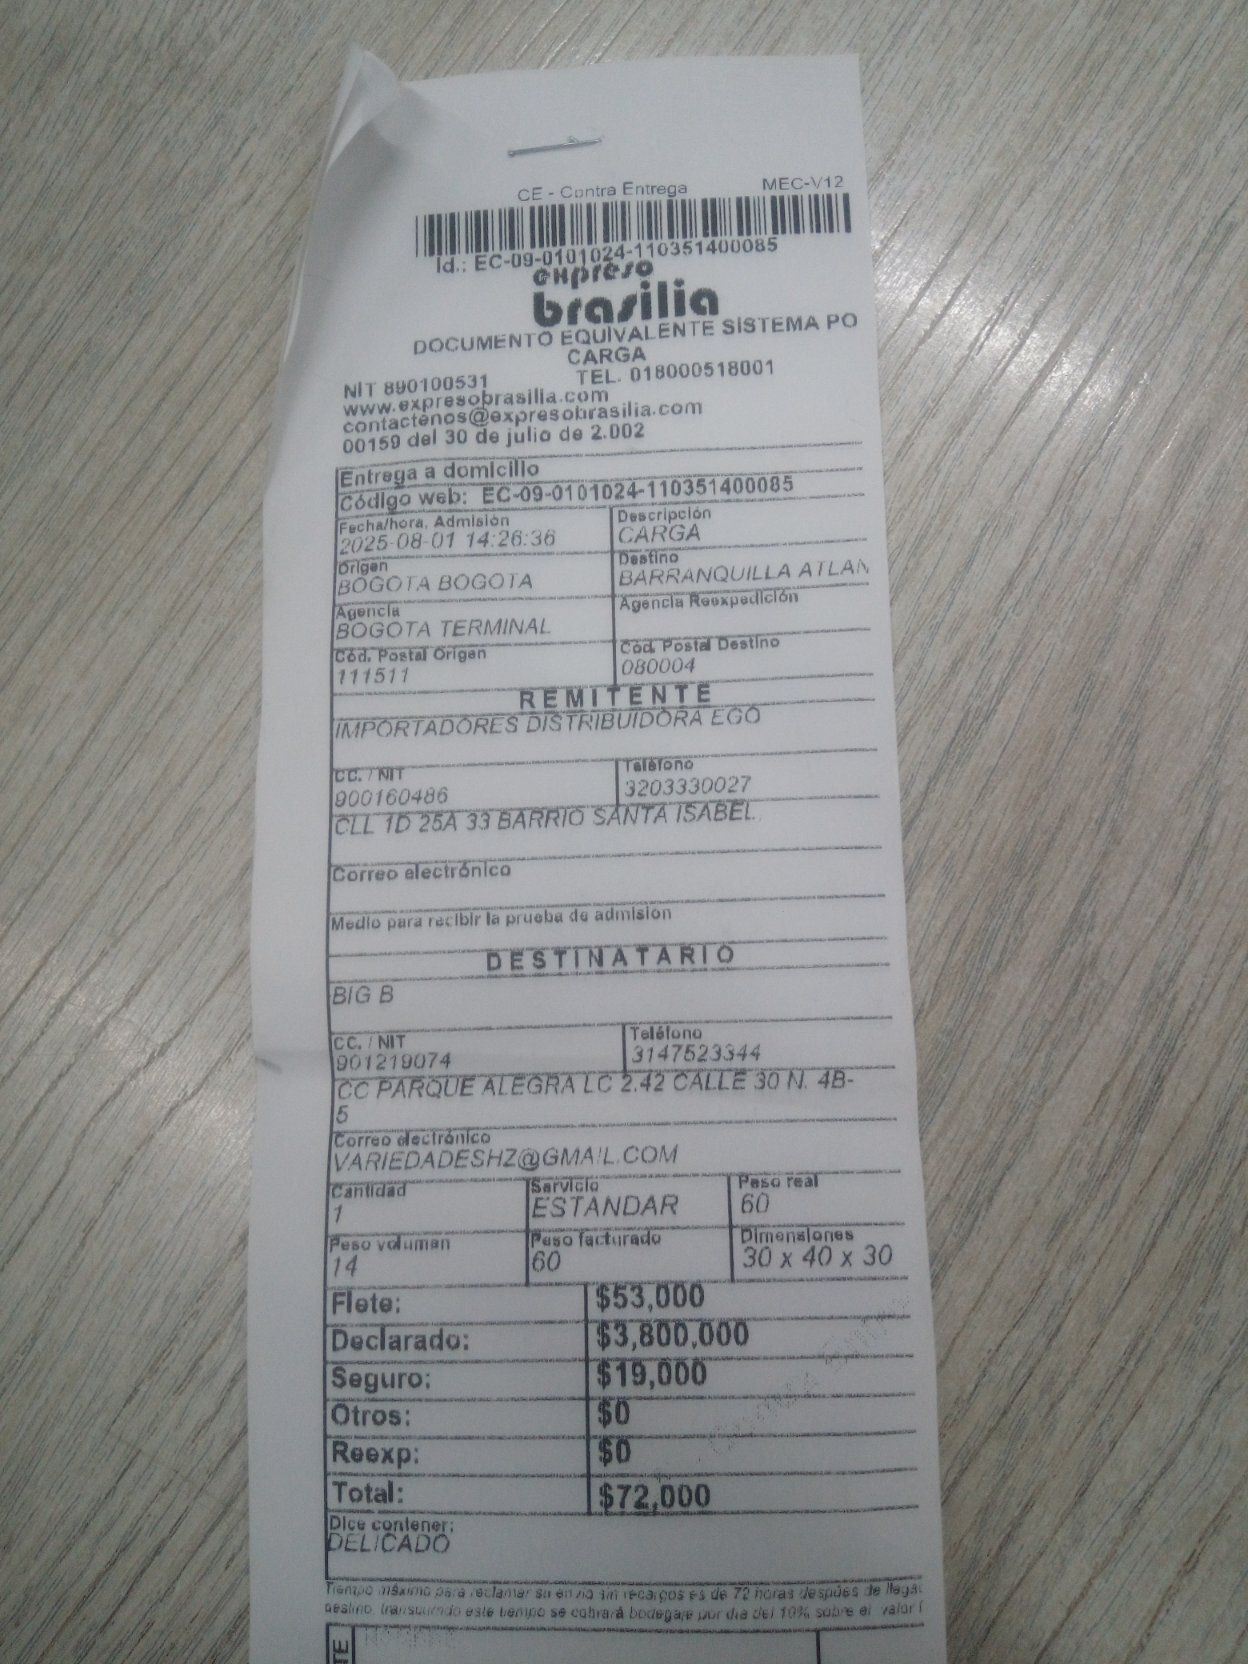 CE - Contra Entrega MEC-V12
Id.: EC-09-0101024-110351400085
expreso
brasilia
DOCUMENTO EQUIVALENTE SISTEMA PO
CARGA
NIT 890100531 TEL. 018000518001
www.expresobrasilia.com
contactenos@expresobrasilia.com
00159 del 30 de julio de 2.002
Entrega a domicilio
Código web: EC-09-0101024-110351400085
Fecha/hora. Admisión Descripción
2025-08-01 14:26:36 CARGA
Origen Destino
BOGOTA BOGOTA BARRANQUILLA ATLAN
Agencia Agencia Reexpedición
BOGOTA TERMINAL
Cód. Postal Origen Cód. Postal Destino
111511 080004
REMITENTE
IMPORTADORES DISTRIBUIDORA EGO
CC. / NIT Teléfono
900160486 3203330027
CLL 1D 25A 33 BARRIO SANTA ISABEL
Correo electrónico
Medio para recibir la prueba de admisión
DESTINATARIO
BIG B
CC. / NIT Teléfono
901219074 3147523344
CC PARQUE ALEGRA LC 2.42 CALLE 30 N. 4B-
5
Correo electrónico
VARIEDADESHZ@GMAIL.COM
Cantidad Servicio Peso real
1 ESTANDAR 60
Peso volumen Peso facturado Dimensiones
14 60 30 x 40 x 30
Flete: $53,000
Declarado: $3,800,000
Seguro: $19,000
Otros: $0
Reexp: $0
Total: $72,000
Dice contener:
DELICADO
Tiempo máximo para reclamar su envío sin recargos es de 72 horas despúes de llegar
destino, transcurrido este tiempo se cobrará bodegaje por día del 10% sobre el valor
TE